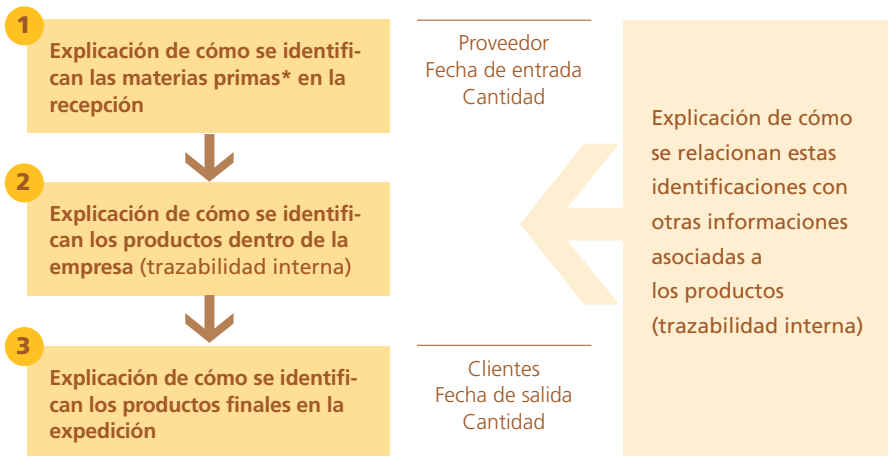 1
Explicación de cómo se identifi-
can las materias primas* en la
recepción
Proveedor
Fecha de entrada
Cantidad
2
Explicación de cómo se identifi-
can los productos dentro de la
empresa (trazabilidad interna)
3
Explicación de cómo se identifi-
can los productos finales en la
expedición
Clientes
Fecha de salida
Cantidad
Explicación de cómo
se relacionan estas
identificaciones con
otras informaciones
asociadas a
los productos
(trazabilidad interna)